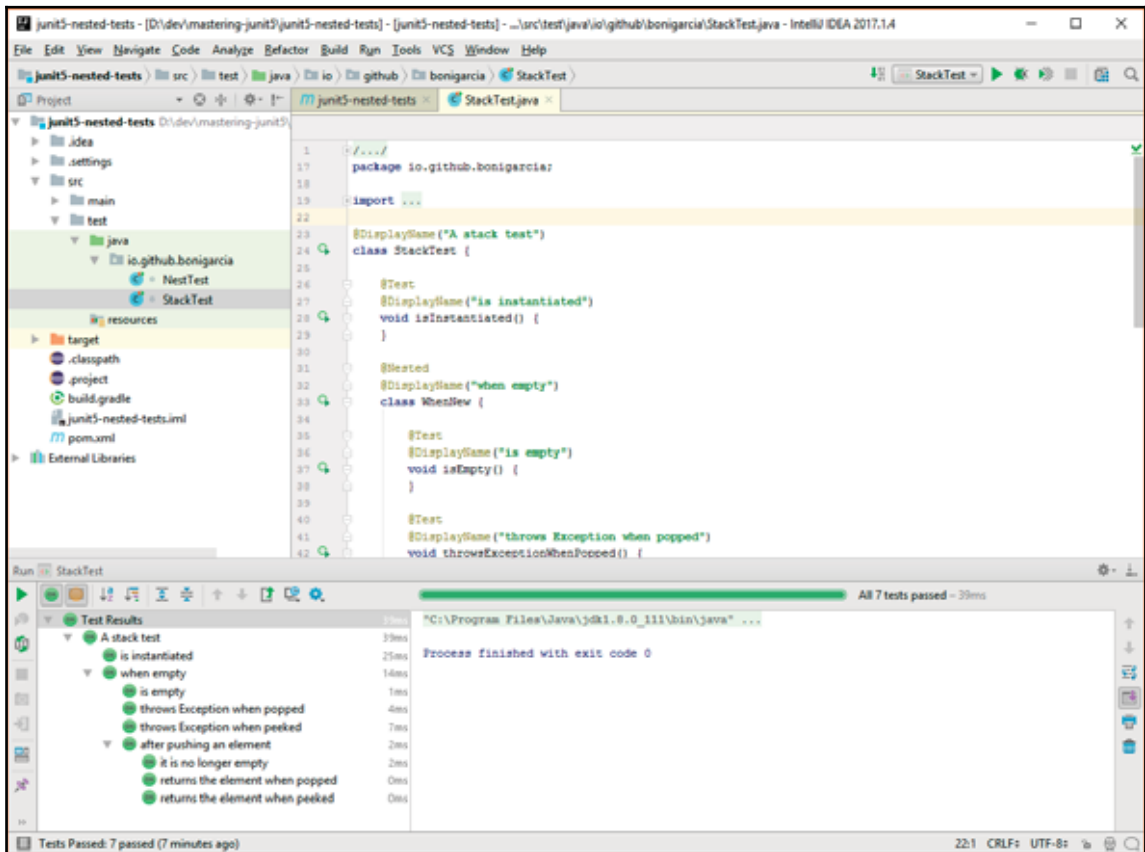 junit5-nested-tests - [D:\dev\mastering-junit5\junit5-nested-tests] - [junit5-nested-tests] - ...\src\test\java\io\github\bonigarcia\StackTest.java - IntelliJ IDEA 2017.1.4
File Edit View Navigate Code Analyze Refactor Build Run Tools VCS Window Help
junit5-nested-tests src test java io github bonigarcia StackTest StackTest
Project junit5-nested-tests StackTest.java
junit5-nested-tests D:\dev\mastering-junit5\
.idea
.settings
src
main
test
java
io.github.bonigarcia
NestTest
StackTest
resources
target
.classpath
.project
build.gradle
junit5-nested-tests.iml
pom.xml
External Libraries
1 /.../
17 package io.github.bonigarcia;
18
19 import ...
22
23 @DisplayName("A stack test")
24 class StackTest {
25
26 @Test
27 @DisplayName("is instantiated")
28 void isInstantiated() {
29 }
30
31 @Nested
32 @DisplayName("when empty")
33 class WhenNew {
34
35 @Test
36 @DisplayName("is empty")
37 void isEmpty() {
38 }
39
40 @Test
41 @DisplayName("throws Exception when popped")
42 void throwsExceptionWhenPopped() {
Run StackTest
All 7 tests passed – 39ms
Test Results 39ms
A stack test 39ms
is instantiated 25ms
when empty 14ms
is empty 1ms
throws Exception when popped 4ms
throws Exception when peeked 7ms
after pushing an element 2ms
it is no longer empty 2ms
returns the element when popped 0ms
returns the element when peeked 0ms
"C:\Program Files\Java\jdk1.8.0_111\bin\java" ...
Process finished with exit code 0
Tests Passed: 7 passed (7 minutes ago) 22:1 CRLF÷ UTF-8÷